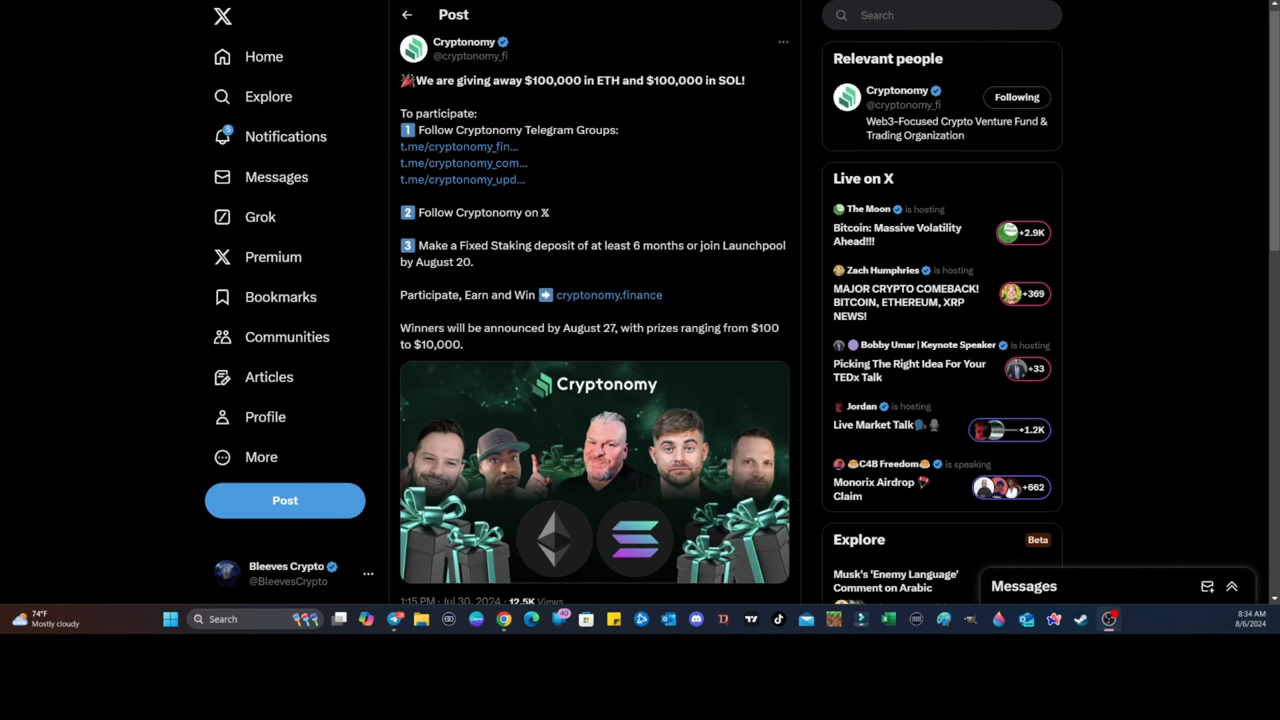 Post
Search
Home
Explore
5
Notifications
Messages
Grok
Premium
Bookmarks
Communities
Articles
Profile
More
Post
Bleeves Crypto
@BleevesCrypto
Cryptonomy
@cryptonomy_fi
We are giving away $100,000 in ETH and $100,000 in SOL!
To participate:
1 Follow Cryptonomy Telegram Groups:
t.me/cryptonomy_fin...
t.me/cryptonomy_com...
t.me/cryptonomy_upd...
2 Follow Cryptonomy on 𝕏
3 Make a Fixed Staking deposit of at least 6 months or join Launchpool
by August 20.
Participate, Earn and Win ➡ cryptonomy.finance
Winners will be announced by August 27, with prizes ranging from $100
to $10,000.
Cryptonomy
1:15 PM · Jul 30, 2024 · 12.5K Views
Relevant people
Cryptonomy
@cryptonomy_fi
Following
Web3-Focused Crypto Venture Fund &
Trading Organization
Live on X
The Moon is hosting
Bitcoin: Massive Volatility
Ahead!!!
+2.9K
Zach Humphries is hosting
MAJOR CRYPTO COMEBACK!
BITCOIN, ETHEREUM, XRP
NEWS!
+369
Bobby Umar | Keynote Speaker is hosting
Picking The Right Idea For Your
TEDx Talk
+33
Jordan is hosting
Live Market Talk
+1.2K
C4B Freedom is speaking
Monorix Airdrop
Claim
+662
Explore
Beta
Musk's 'Enemy Language'
Comment on Arabic
Messages
74°F
Mostly cloudy
Search
40
8:34 AM
8/6/2024